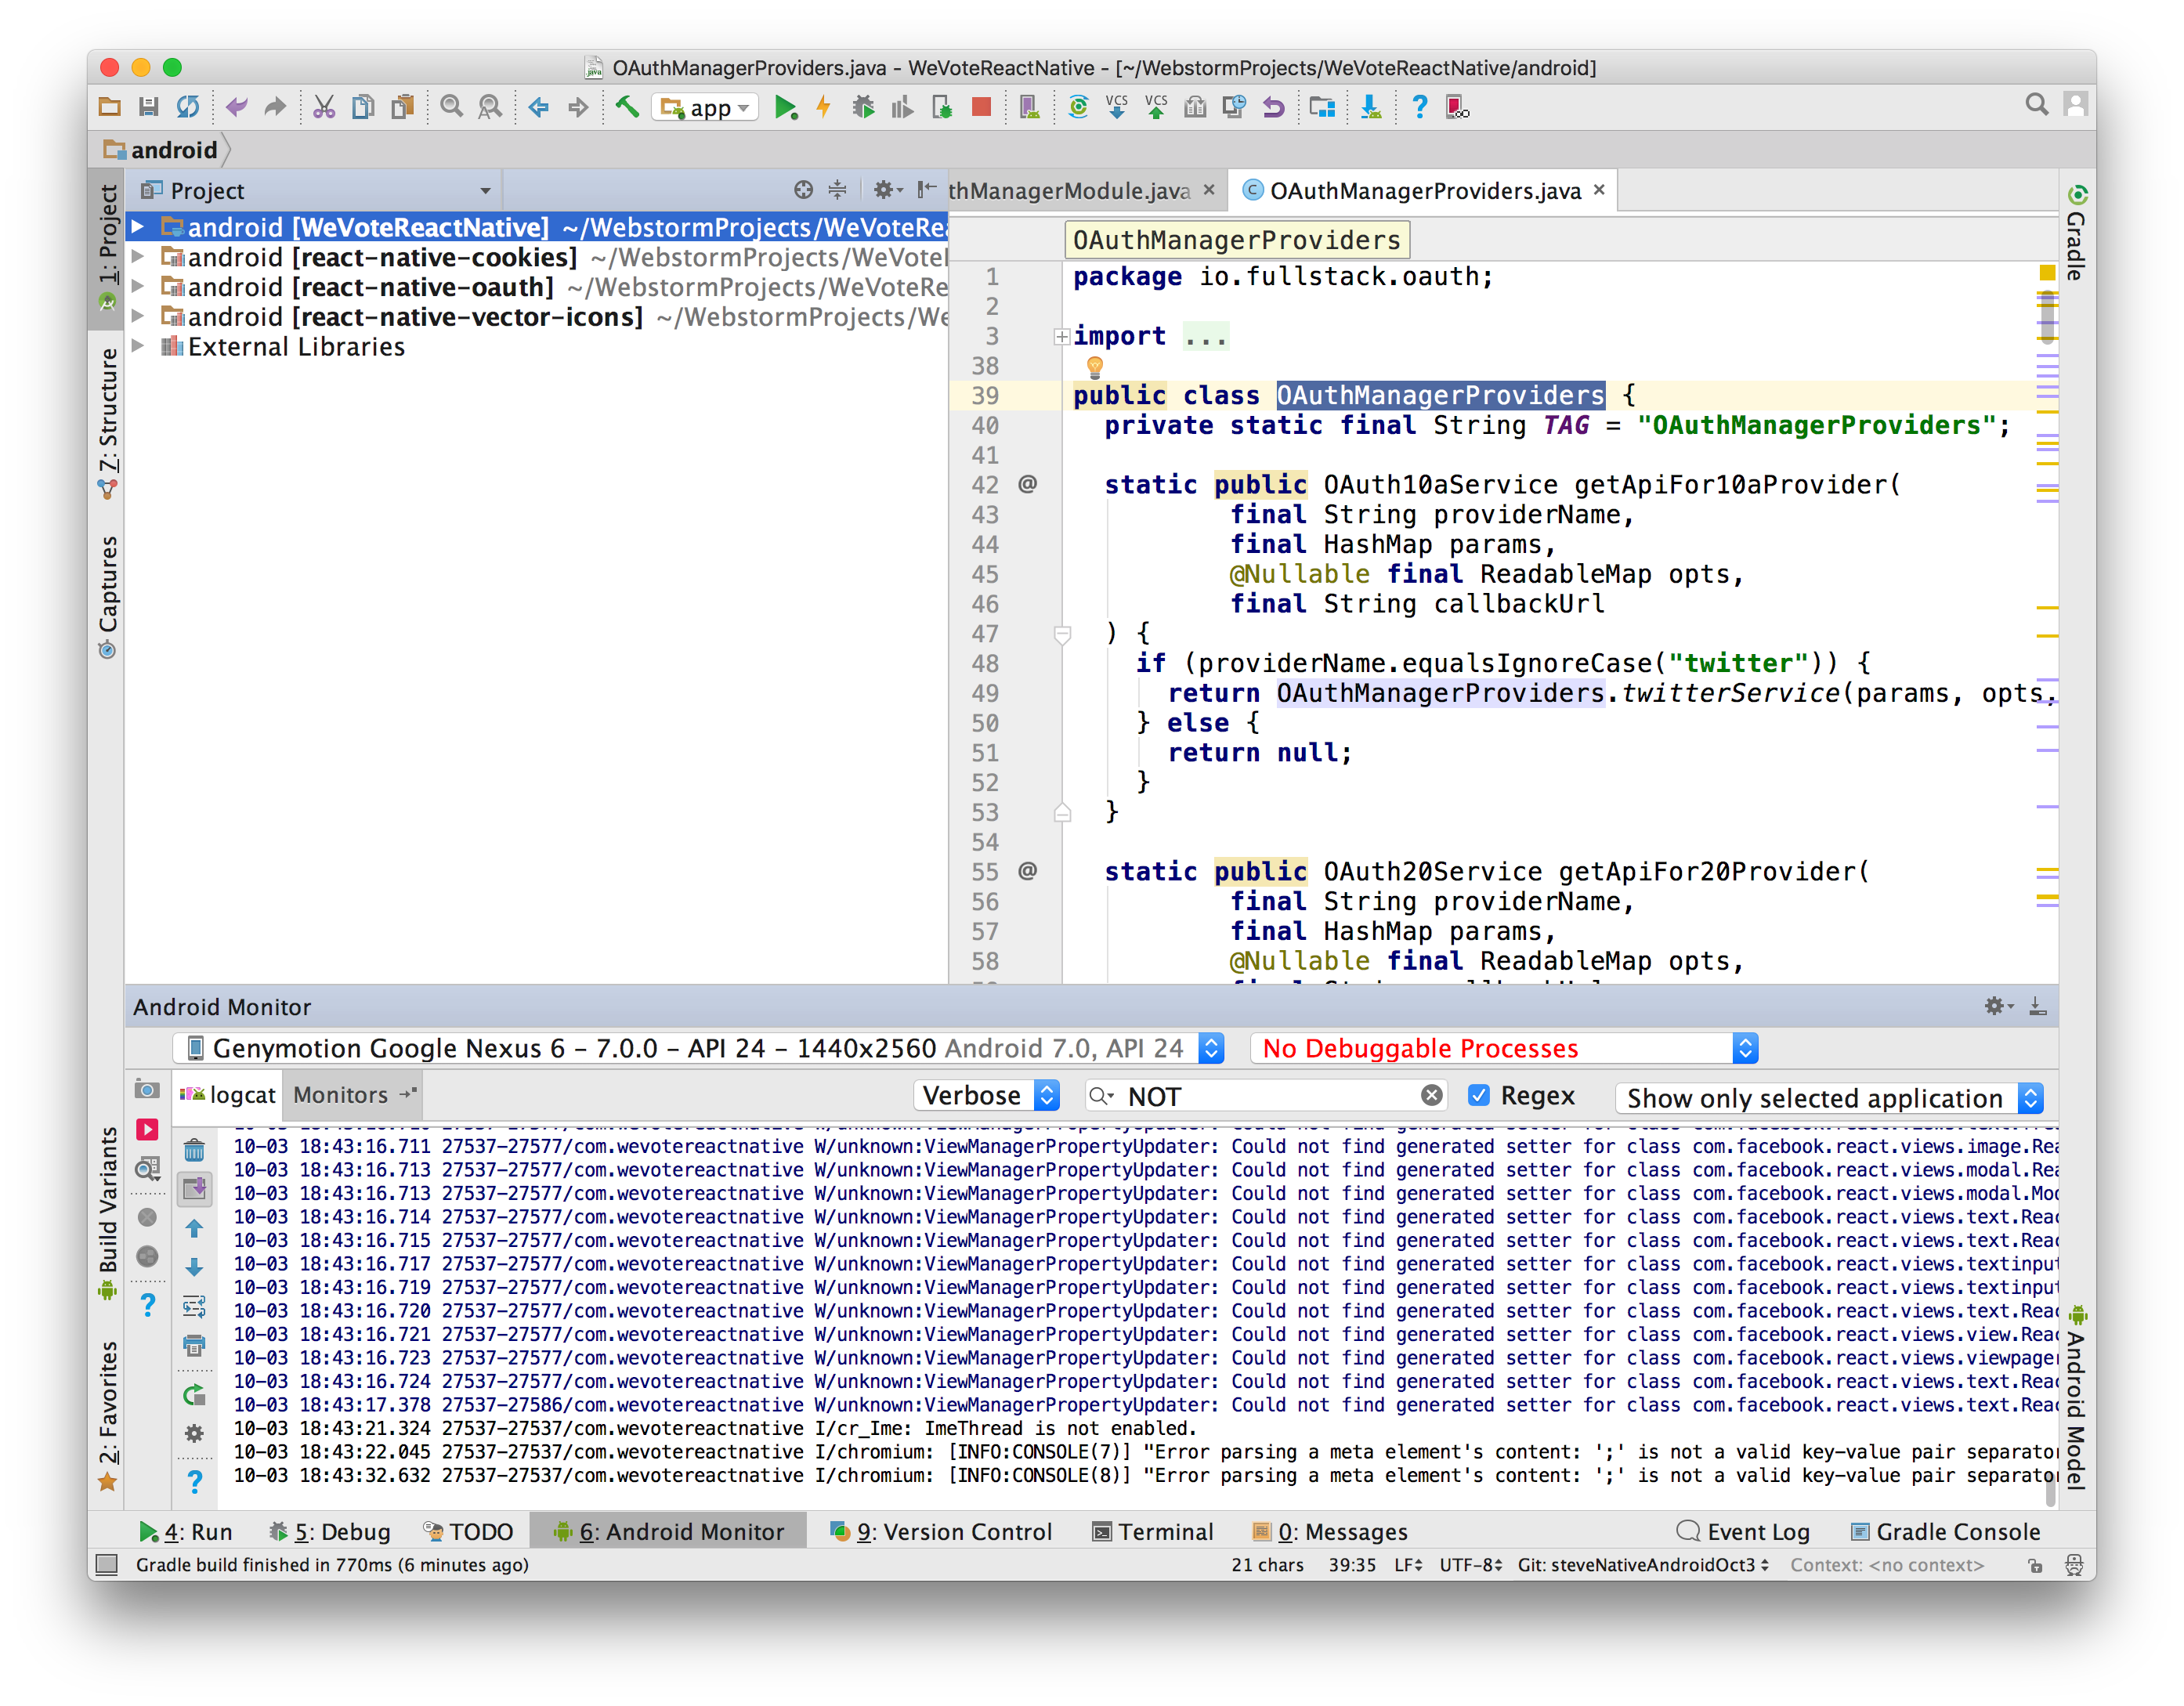 OAuthManagerProviders.java - WeVoteReactNative - [~/WebstormProjects/WeVoteReactNative/android]
app
VCS VCS
android
Project
thManagerModule.java
OAuthManagerProviders.java
1: Project
7: Structure
Captures
Build Variants
2: Favorites
Gradle
Android Model
android [WeVoteReactNative] ~/WebstormProjects/WeVoteRea
android [react-native-cookies] ~/WebstormProjects/WeVoteI
android [react-native-oauth] ~/WebstormProjects/WeVoteRe
android [react-native-vector-icons] ~/WebstormProjects/We
External Libraries
OAuthManagerProviders
1 package io.fullstack.oauth;
2
3 import ...
38
39 public class OAuthManagerProviders {
40 private static final String TAG = "OAuthManagerProviders";
41
42 @ static public OAuth10aService getApiFor10aProvider(
43 final String providerName,
44 final HashMap params,
45 @Nullable final ReadableMap opts,
46 final String callbackUrl
47 ) {
48 if (providerName.equalsIgnoreCase("twitter")) {
49 return OAuthManagerProviders.twitterService(params, opts,
50 } else {
51 return null;
52 }
53 }
54
55 @ static public OAuth20Service getApiFor20Provider(
56 final String providerName,
57 final HashMap params,
58 @Nullable final ReadableMap opts,
Android Monitor
Genymotion Google Nexus 6 – 7.0.0 – API 24 – 1440x2560 Android 7.0, API 24
No Debuggable Processes
logcat
Monitors
Verbose
NOT
Regex
Show only selected application
10-03 18:43:16.711 27537-27577/com.wevotereactnative W/unknown:ViewManagerPropertyUpdater: Could not find generated setter for class com.facebook.react.views.image.Rea
10-03 18:43:16.713 27537-27577/com.wevotereactnative W/unknown:ViewManagerPropertyUpdater: Could not find generated setter for class com.facebook.react.views.modal.Rea
10-03 18:43:16.713 27537-27577/com.wevotereactnative W/unknown:ViewManagerPropertyUpdater: Could not find generated setter for class com.facebook.react.views.modal.Mod
10-03 18:43:16.714 27537-27577/com.wevotereactnative W/unknown:ViewManagerPropertyUpdater: Could not find generated setter for class com.facebook.react.views.text.Reac
10-03 18:43:16.715 27537-27577/com.wevotereactnative W/unknown:ViewManagerPropertyUpdater: Could not find generated setter for class com.facebook.react.views.text.Reac
10-03 18:43:16.717 27537-27577/com.wevotereactnative W/unknown:ViewManagerPropertyUpdater: Could not find generated setter for class com.facebook.react.views.textinput
10-03 18:43:16.719 27537-27577/com.wevotereactnative W/unknown:ViewManagerPropertyUpdater: Could not find generated setter for class com.facebook.react.views.textinput
10-03 18:43:16.720 27537-27577/com.wevotereactnative W/unknown:ViewManagerPropertyUpdater: Could not find generated setter for class com.facebook.react.views.text.Reac
10-03 18:43:16.721 27537-27577/com.wevotereactnative W/unknown:ViewManagerPropertyUpdater: Could not find generated setter for class com.facebook.react.views.view.Reac
10-03 18:43:16.723 27537-27577/com.wevotereactnative W/unknown:ViewManagerPropertyUpdater: Could not find generated setter for class com.facebook.react.views.viewpager
10-03 18:43:16.724 27537-27577/com.wevotereactnative W/unknown:ViewManagerPropertyUpdater: Could not find generated setter for class com.facebook.react.views.text.Reac
10-03 18:43:17.378 27537-27586/com.wevotereactnative W/unknown:ViewManagerPropertyUpdater: Could not find generated setter for class com.facebook.react.views.text.Reac
10-03 18:43:21.324 27537-27537/com.wevotereactnative I/cr_Ime: ImeThread is not enabled.
10-03 18:43:22.045 27537-27537/com.wevotereactnative I/chromium: [INFO:CONSOLE(7)] "Error parsing a meta element's content: ';' is not a valid key-value pair separator
10-03 18:43:32.632 27537-27537/com.wevotereactnative I/chromium: [INFO:CONSOLE(8)] "Error parsing a meta element's content: ';' is not a valid key-value pair separator
4: Run 5: Debug TODO 6: Android Monitor 9: Version Control Terminal 0: Messages Event Log Gradle Console
Gradle build finished in 770ms (6 minutes ago) 21 chars 39:35 LF UTF-8 Git: steveNativeAndroidOct3 Context: <no context>